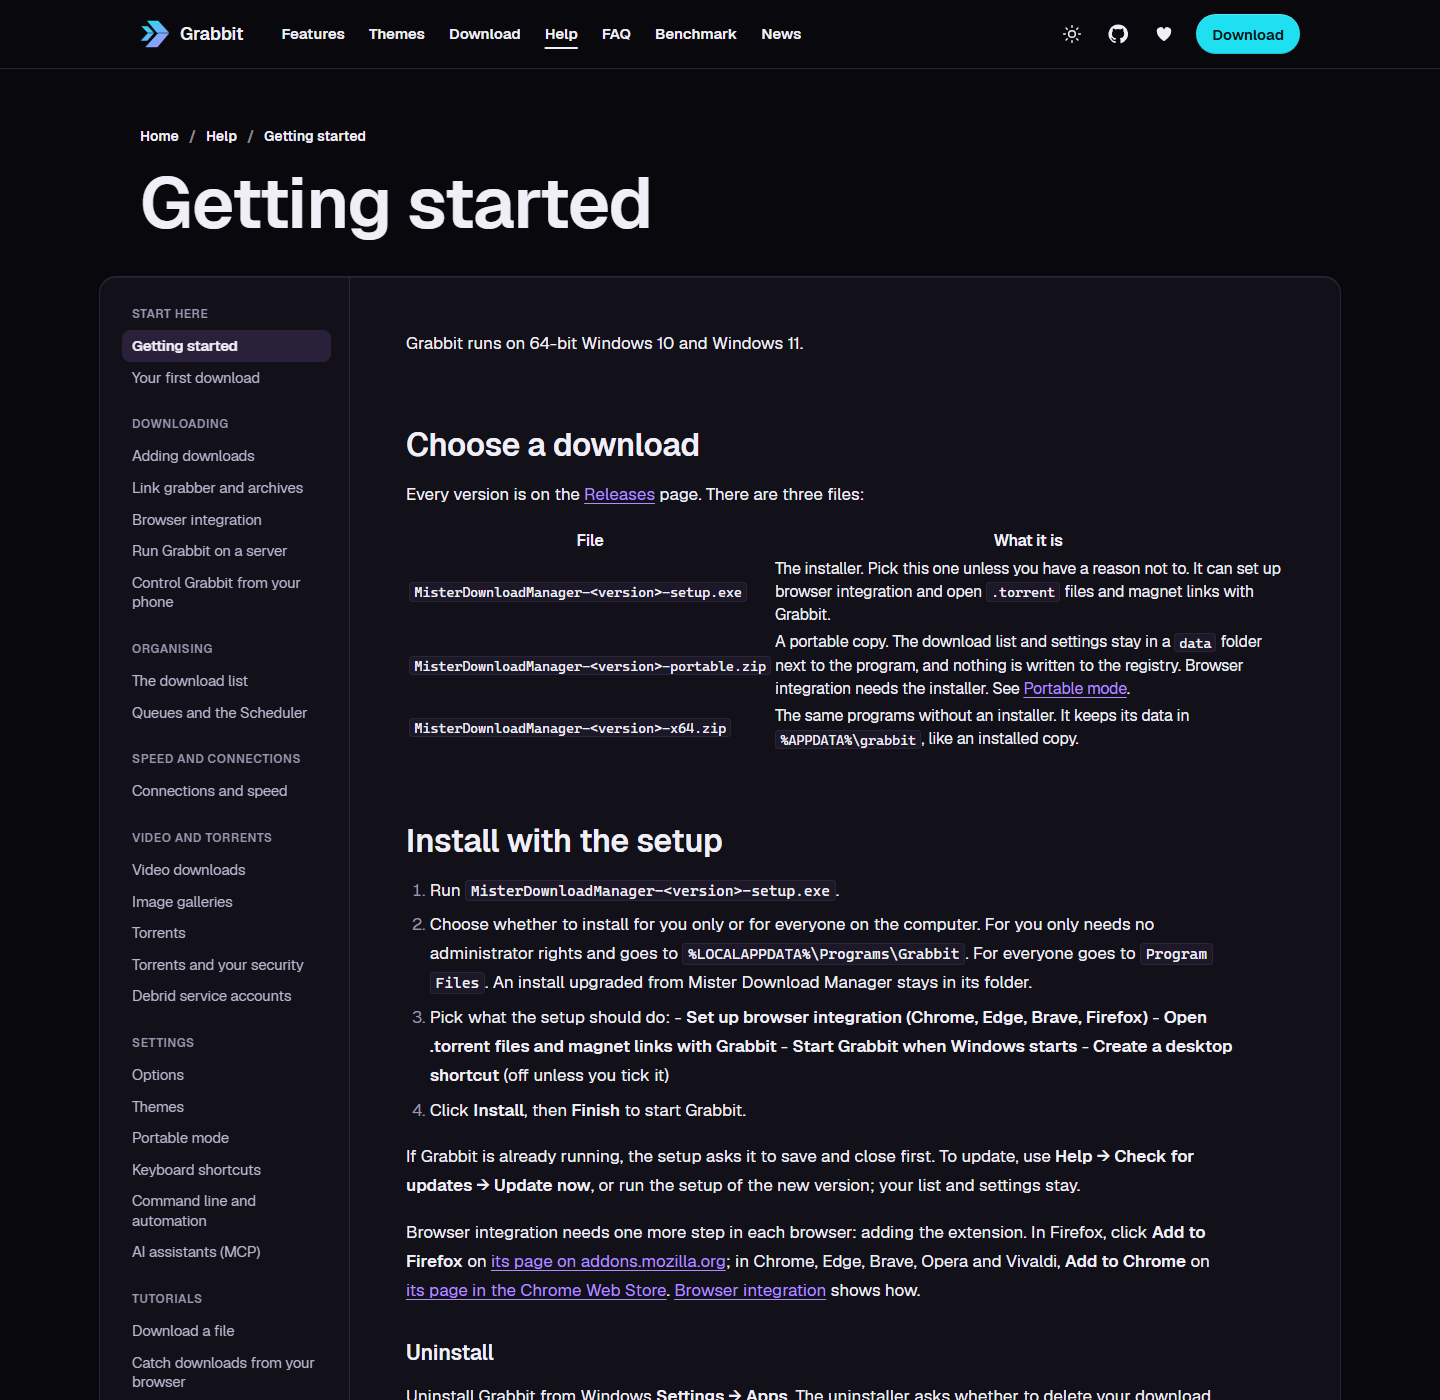 Grabbit
Features
Themes
Download
Help
FAQ
Benchmark
News
Download
Home / Help / Getting started
Getting started
START HERE
Getting started
Your first download
DOWNLOADING
Adding downloads
Link grabber and archives
Browser integration
Run Grabbit on a server
Control Grabbit from your
phone
ORGANISING
The download list
Queues and the Scheduler
SPEED AND CONNECTIONS
Connections and speed
VIDEO AND TORRENTS
Video downloads
Image galleries
Torrents
Torrents and your security
Debrid service accounts
SETTINGS
Options
Themes
Portable mode
Keyboard shortcuts
Command line and
automation
AI assistants (MCP)
TUTORIALS
Download a file
Catch downloads from your
browser
Grabbit runs on 64-bit Windows 10 and Windows 11.
Choose a download
Every version is on the Releases page. There are three files:
File
What it is
MisterDownloadManager-<version>-setup.exe
The installer. Pick this one unless you have a reason not to. It can set up
browser integration and open .torrent files and magnet links with
Grabbit.
MisterDownloadManager-<version>-portable.zip
A portable copy. The download list and settings stay in a data folder
next to the program, and nothing is written to the registry. Browser
integration needs the installer. See Portable mode.
MisterDownloadManager-<version>-x64.zip
The same programs without an installer. It keeps its data in
%APPDATA%\grabbit, like an installed copy.
Install with the setup
1. Run MisterDownloadManager-<version>-setup.exe.
2. Choose whether to install for you only or for everyone on the computer. For you only needs no
administrator rights and goes to %LOCALAPPDATA%\Programs\Grabbit. For everyone goes to Program
Files. An install upgraded from Mister Download Manager stays in its folder.
3. Pick what the setup should do: - Set up browser integration (Chrome, Edge, Brave, Firefox) - Open
.torrent files and magnet links with Grabbit - Start Grabbit when Windows starts - Create a desktop
shortcut (off unless you tick it)
4. Click Install, then Finish to start Grabbit.
If Grabbit is already running, the setup asks it to save and close first. To update, use Help → Check for
updates → Update now, or run the setup of the new version; your list and settings stay.
Browser integration needs one more step in each browser: adding the extension. In Firefox, click Add to
Firefox on its page on addons.mozilla.org; in Chrome, Edge, Brave, Opera and Vivaldi, Add to Chrome on
its page in the Chrome Web Store. Browser integration shows how.
Uninstall
Uninstall Grabbit from Windows Settings → Apps. The uninstaller asks whether to delete your download